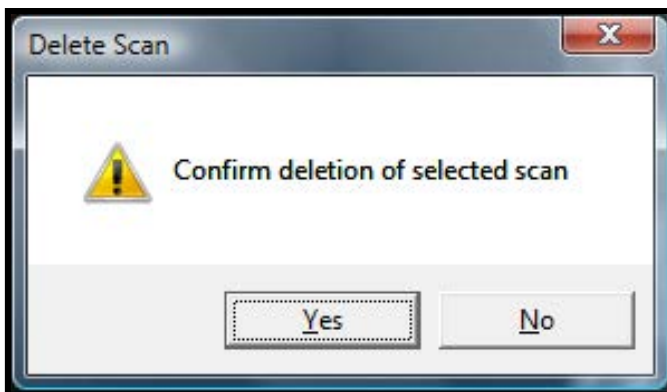 Delete Scan
Confirm deletion of selected scan
Yes
No